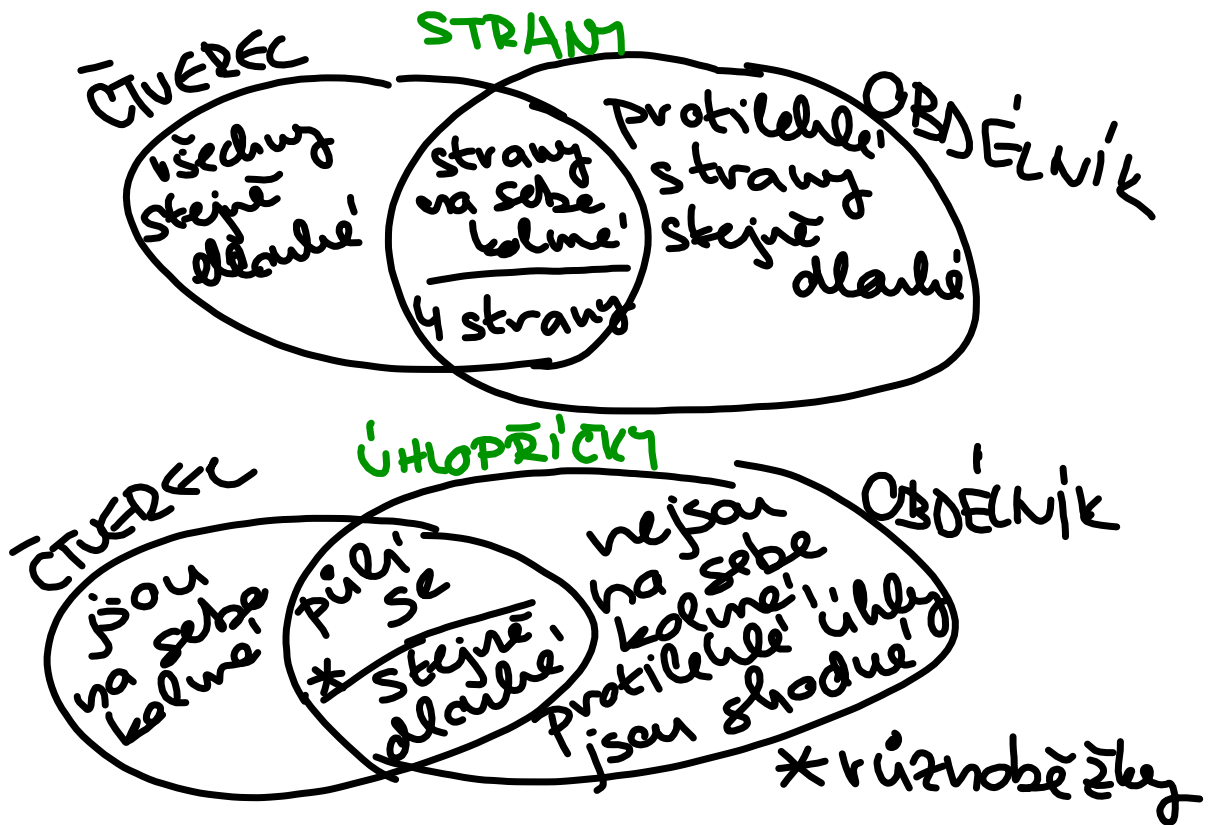 STRANY
ČTVEREC
všechny
stejně
dlouhé
strany
na sebe
kolmé
4 strany
OBDÉLNÍK
protilehlé
strany
stejně
dlouhé
ÚHLOPŘÍČKY
ČTVEREC
jsou
na sebe
kolmé
půlí
se
*
stejně
dlouhé
OBDÉLNÍK
nejsou
na sebe
kolmé
protilehlé úhly
jsou shodné
* různoběžky